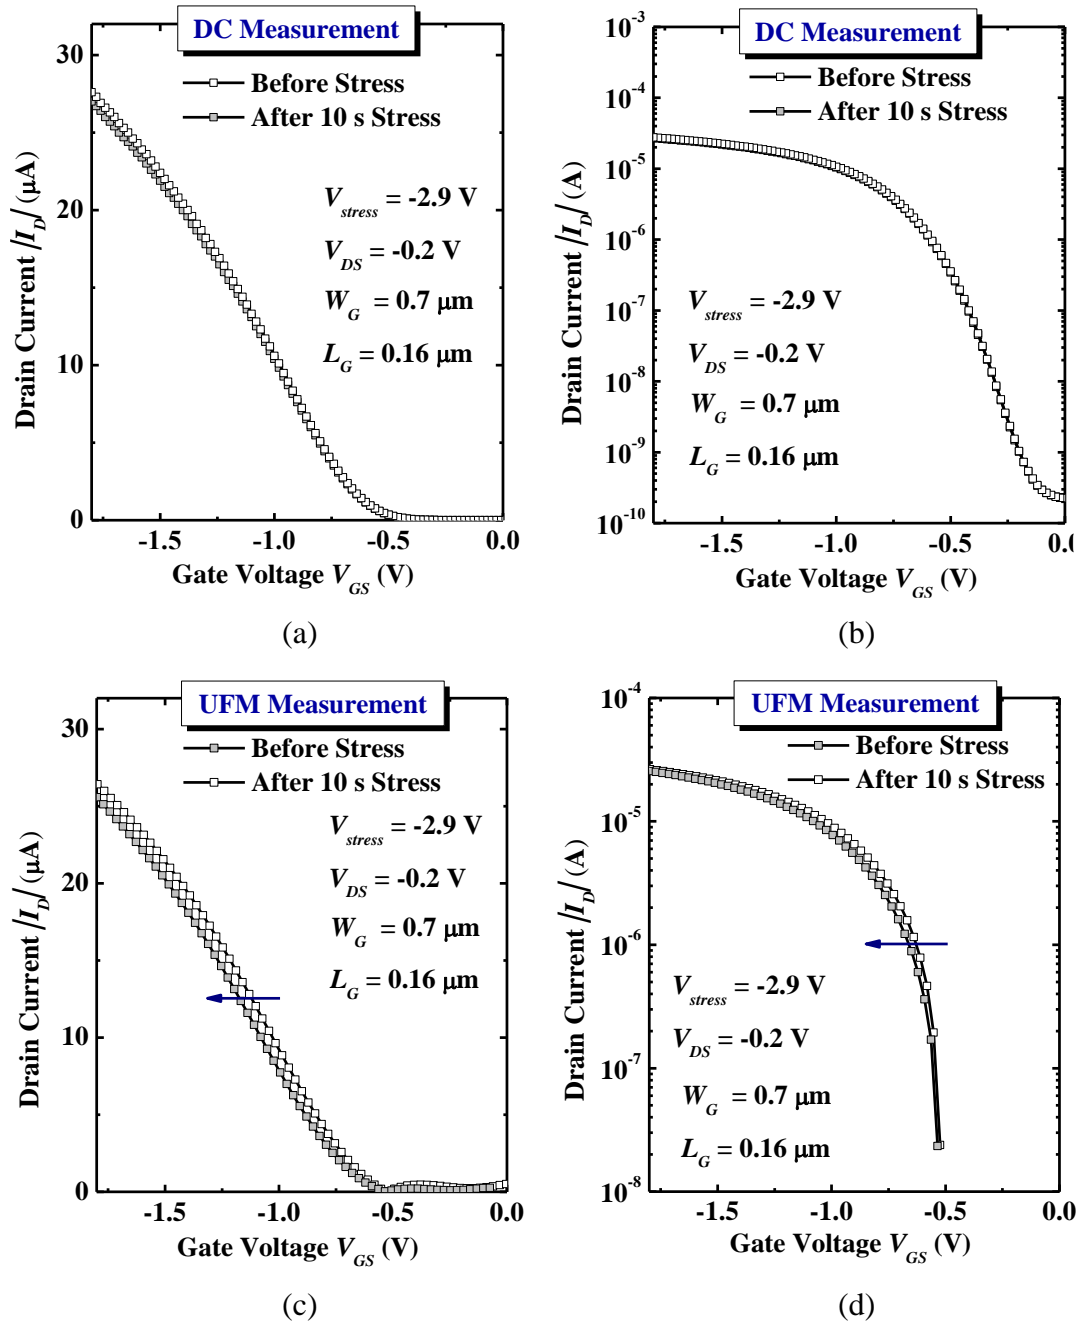 DC Measurement
Before Stress
After 10 s Stress
V_stress = -2.9 V
V_DS = -0.2 V
W_G = 0.7 µm
L_G = 0.16 µm
30
20
10
0
-1.5 -1.0 -0.5 0.0
Drain Current |I_D| (µA)
Gate Voltage V_GS (V)
(a)
DC Measurement
Before Stress
After 10 s Stress
V_stress = -2.9 V
V_DS = -0.2 V
W_G = 0.7 µm
L_G = 0.16 µm
10^-3
10^-4
10^-5
10^-6
10^-7
10^-8
10^-9
10^-10
-1.5 -1.0 -0.5 0.0
Drain Current |I_D| (A)
Gate Voltage V_GS (V)
(b)
UFM Measurement
Before Stress
After 10 s Stress
V_stress = -2.9 V
V_DS = -0.2 V
W_G = 0.7 µm
L_G = 0.16 µm
30
20
10
0
-1.5 -1.0 -0.5 0.0
Drain Current |I_D| (µA)
Gate Voltage V_GS (V)
(c)
UFM Measurement
Before Stress
After 10 s Stress
V_stress = -2.9 V
V_DS = -0.2 V
W_G = 0.7 µm
L_G = 0.16 µm
10^-4
10^-5
10^-6
10^-7
10^-8
-1.5 -1.0 -0.5 0.0
Drain Current |I_D| (A)
Gate Voltage V_GS (V)
(d)